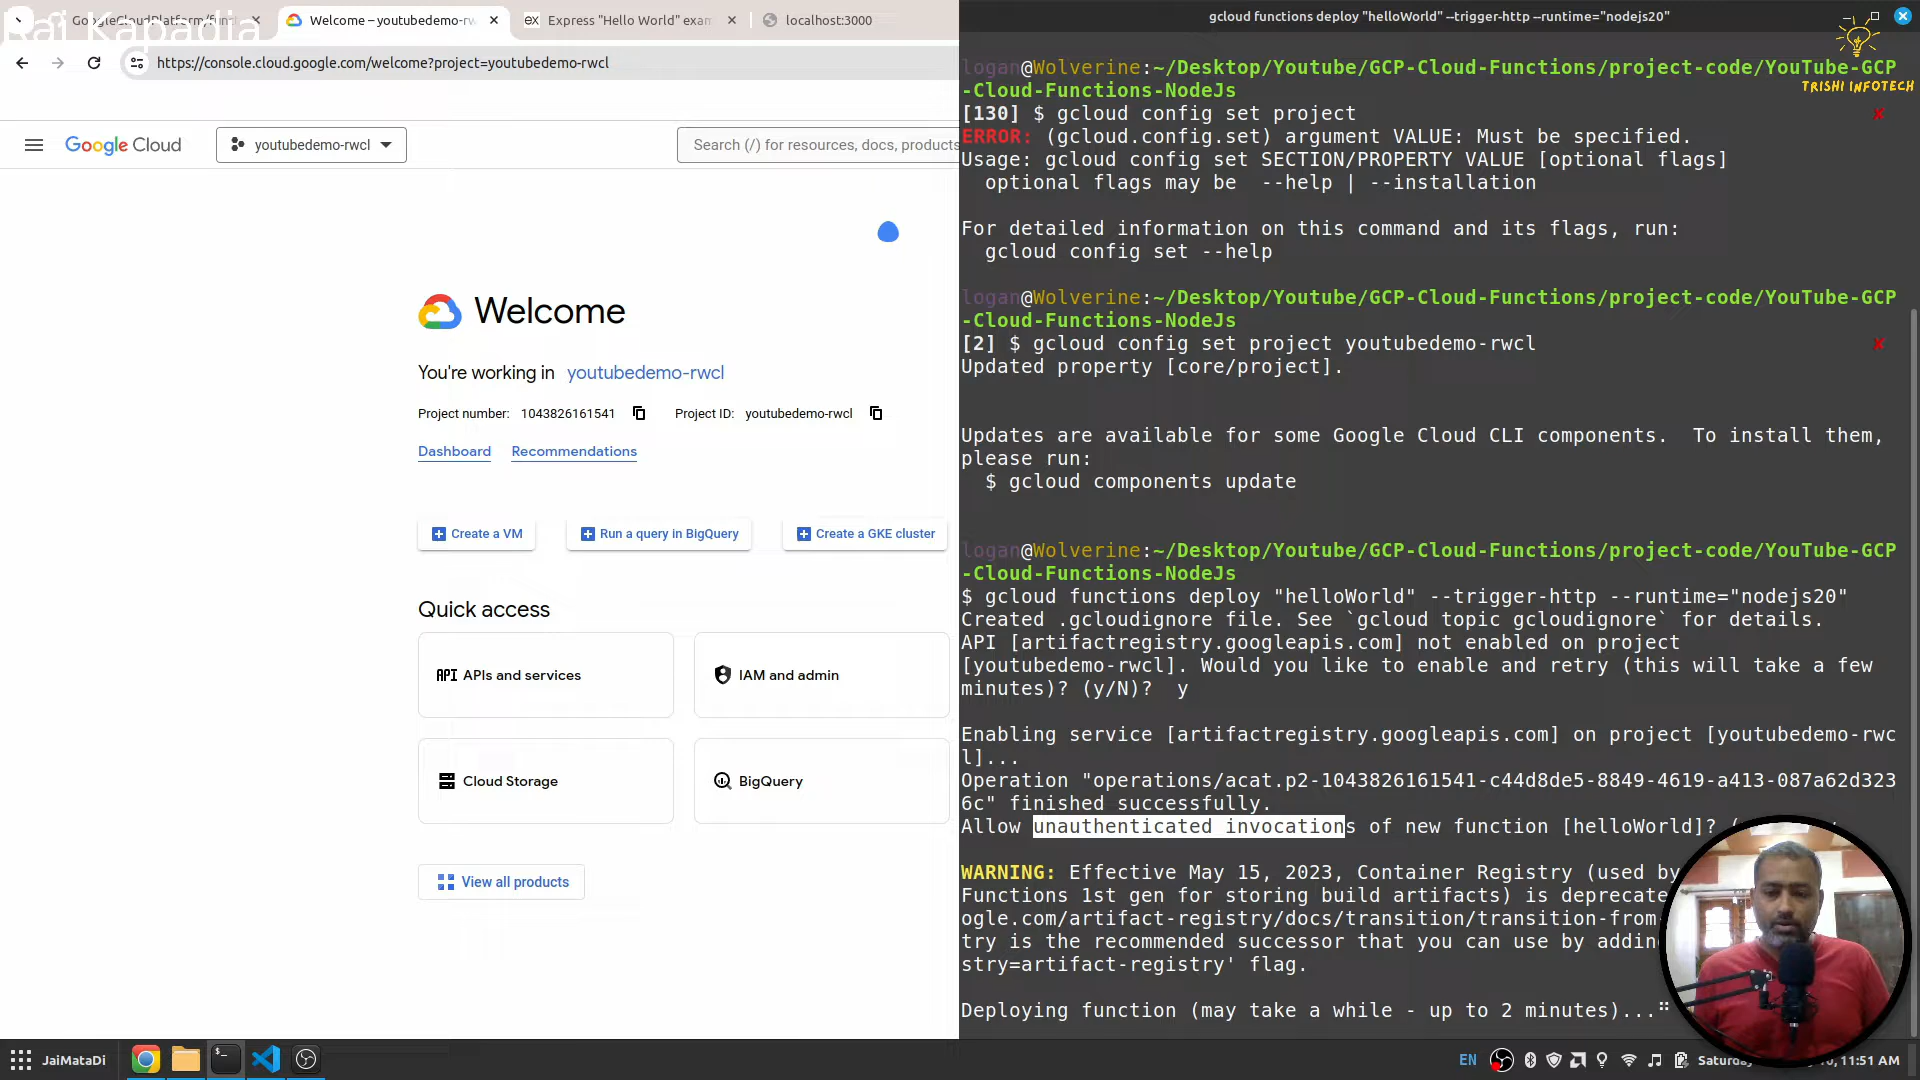 Raj Kapadia
GoogleCloudPlatform/fun
Welcome – youtubedemo-rw
Express "Hello World" exam
localhost:3000
https://console.cloud.google.com/welcome?project=youtubedemo-rwcl
Google Cloud
youtubedemo-rwcl
Search (/) for resources, docs, products
Welcome
You're working in youtubedemo-rwcl
Project number: 1043826161541 Project ID: youtubedemo-rwcl
Dashboard Recommendations
Create a VM
Run a query in BigQuery
Create a GKE cluster
Quick access
API APIs and services
IAM and admin
Cloud Storage
BigQuery
View all products
gcloud functions deploy "helloWorld" --trigger-http --runtime="nodejs20"
TRISHI INFOTECH
logan@Wolverine:~/Desktop/Youtube/GCP-Cloud-Functions/project-code/YouTube-GCP
-Cloud-Functions-NodeJs
[130] $ gcloud config set project
ERROR: (gcloud.config.set) argument VALUE: Must be specified.
Usage: gcloud config set SECTION/PROPERTY VALUE [optional flags]
optional flags may be --help | --installation
For detailed information on this command and its flags, run:
gcloud config set --help
logan@Wolverine:~/Desktop/Youtube/GCP-Cloud-Functions/project-code/YouTube-GCP
-Cloud-Functions-NodeJs
[2] $ gcloud config set project youtubedemo-rwcl
Updated property [core/project].
Updates are available for some Google Cloud CLI components. To install them,
please run:
$ gcloud components update
logan@Wolverine:~/Desktop/Youtube/GCP-Cloud-Functions/project-code/YouTube-GCP
-Cloud-Functions-NodeJs
$ gcloud functions deploy "helloWorld" --trigger-http --runtime="nodejs20"
Created .gcloudignore file. See `gcloud topic gcloudignore` for details.
API [artifactregistry.googleapis.com] not enabled on project
[youtubedemo-rwcl]. Would you like to enable and retry (this will take a few
minutes)? (y/N)? y
Enabling service [artifactregistry.googleapis.com] on project [youtubedemo-rwc
l]...
Operation "operations/acat.p2-1043826161541-c44d8de5-8849-4619-a413-087a62d323
6c" finished successfully.
Allow unauthenticated invocations of new function [helloWorld]? (
WARNING: Effective May 15, 2023, Container Registry (used by
Functions 1st gen for storing build artifacts) is deprecate
ogle.com/artifact-registry/docs/transition/transition-from-
try is the recommended successor that you can use by addin
stry=artifact-registry' flag.
Deploying function (may take a while - up to 2 minutes)...
JaiMataDi
EN
11:51 AM